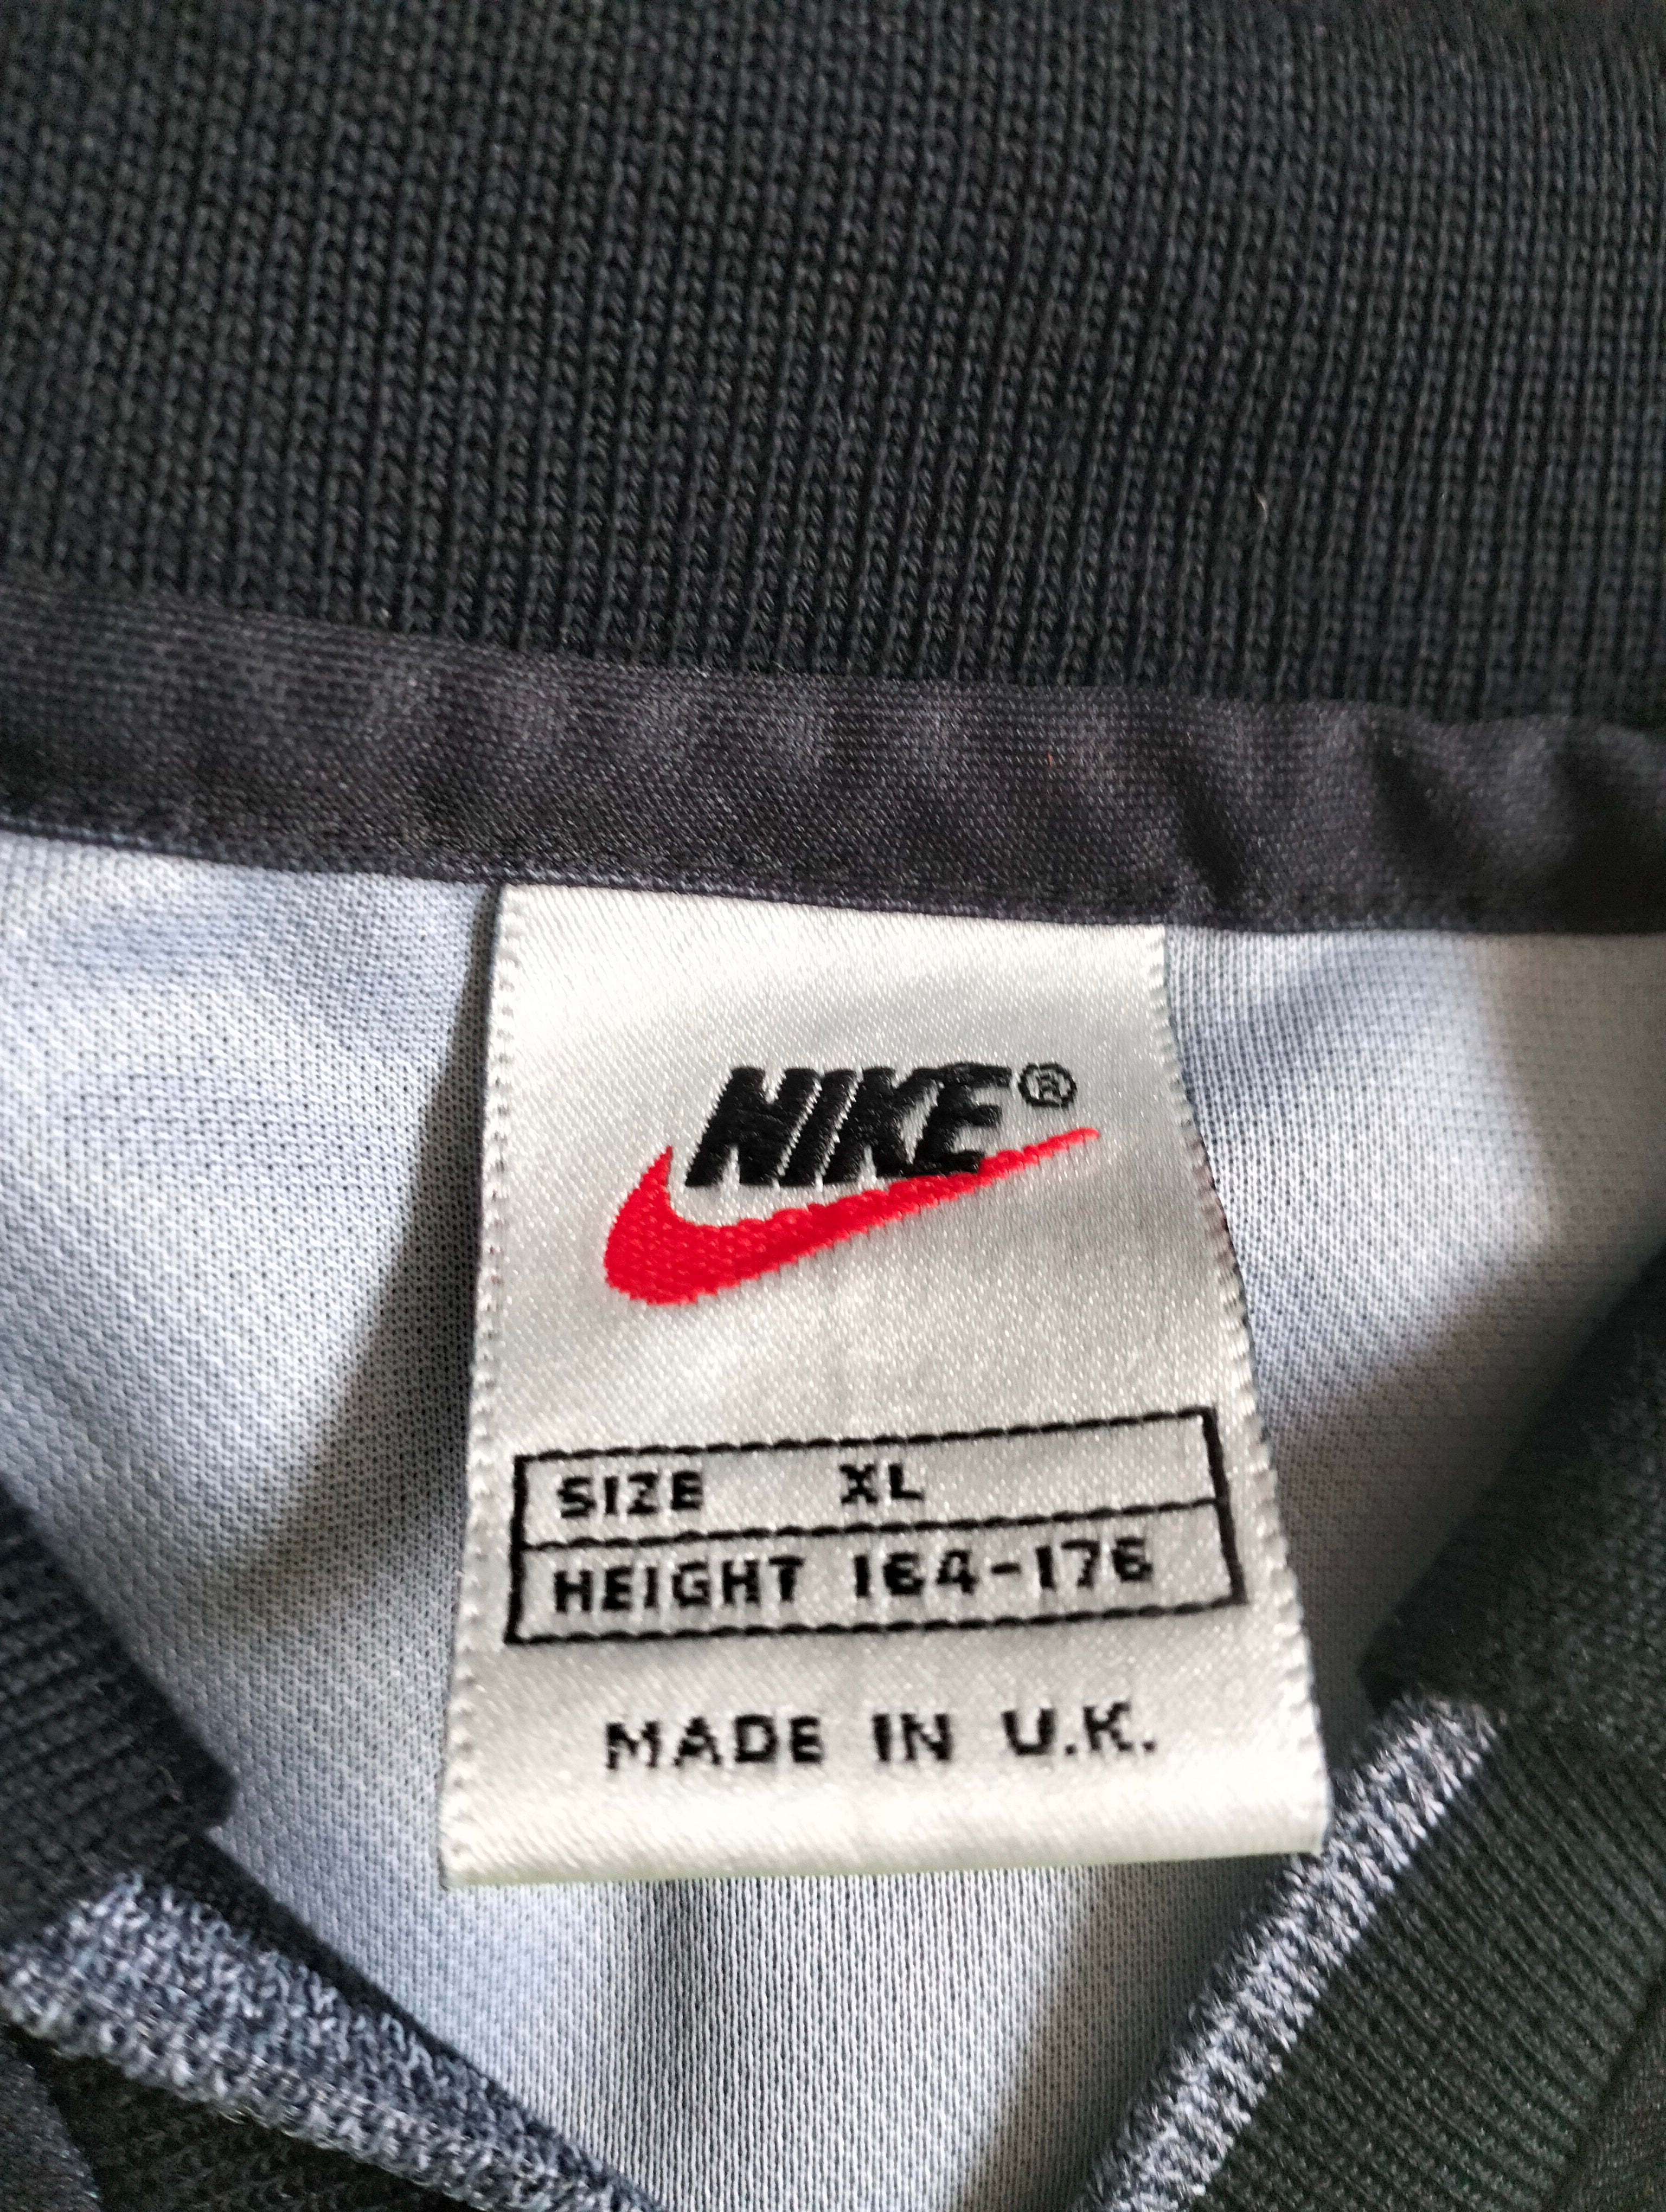 NIKE®
SIZE XL
HEIGHT 164-176
MADE IN U.K.